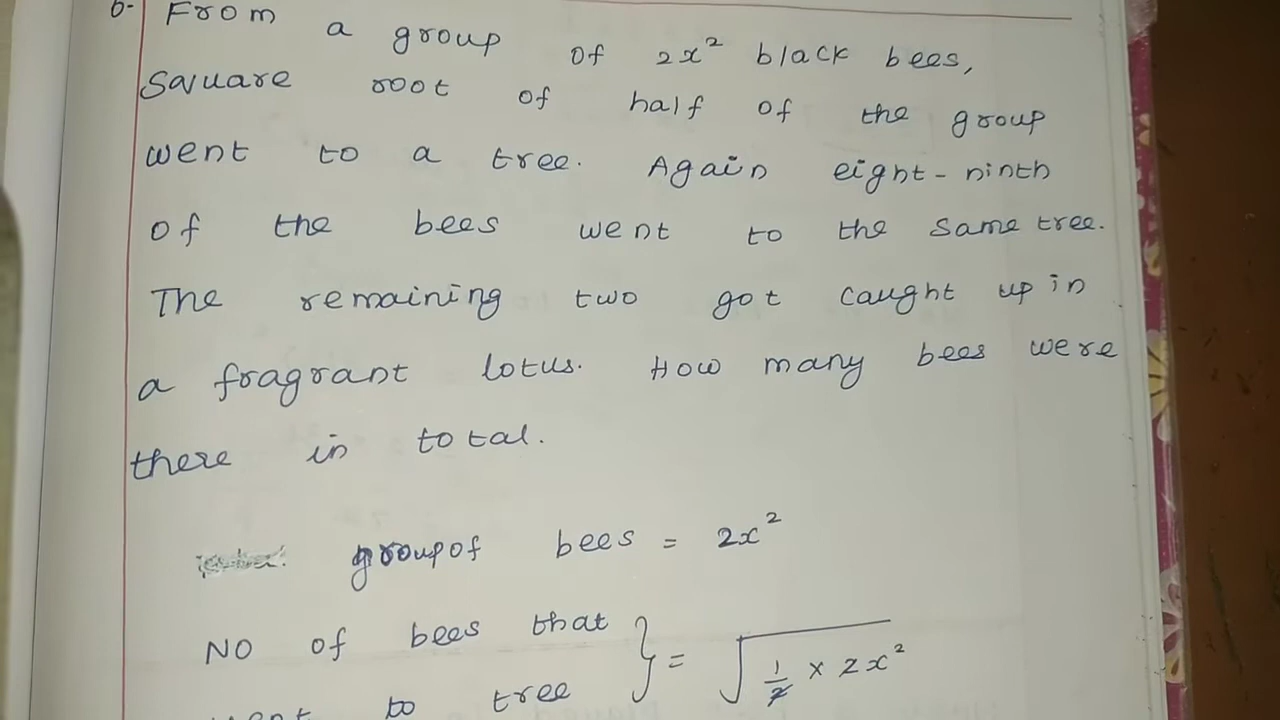 6. From a group of 2x² black bees,
Square root of half of the group
went to a tree. Again eight-ninth
of the bees went to the same tree.
The remaining two got caught up in
a fragrant lotus. How many bees were
there in total.
group of bees = 2x²
NO of bees that
went to tree } = √(1/2 × 2x²)